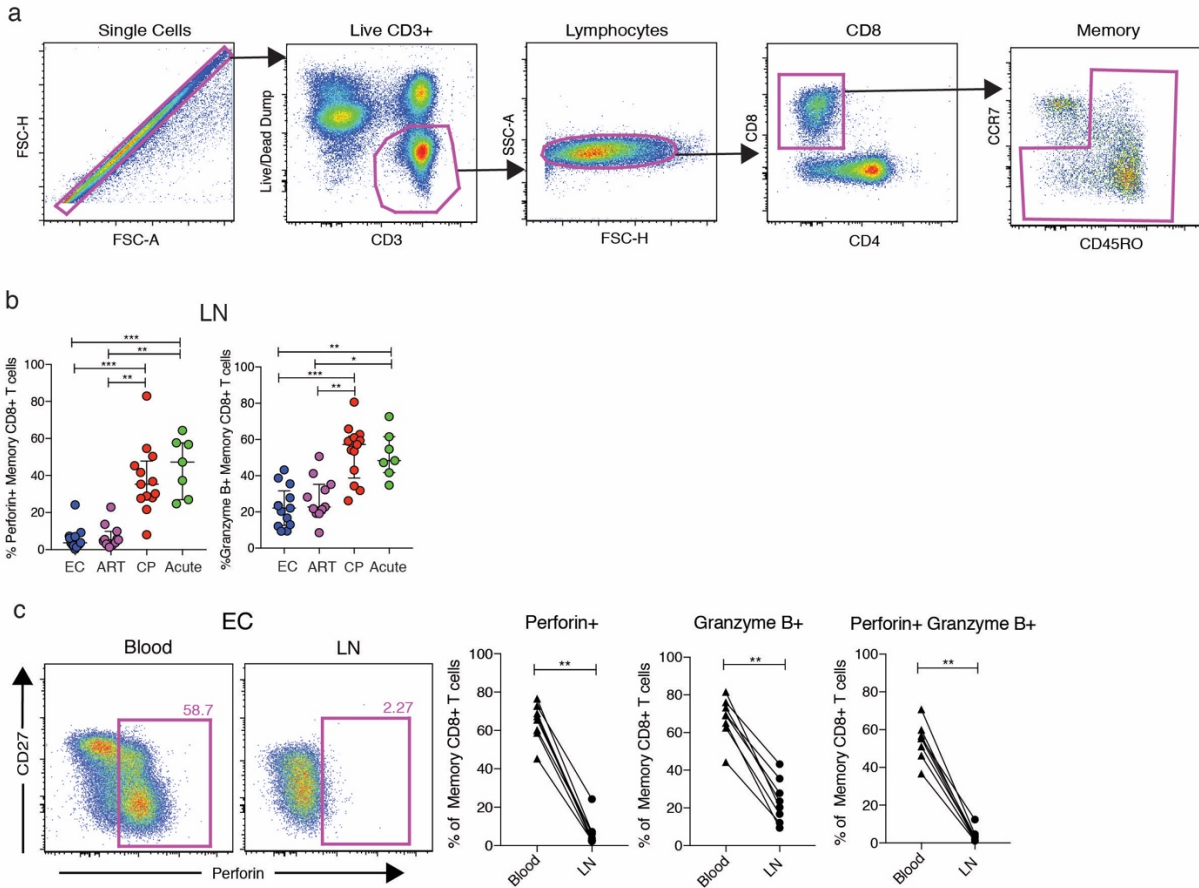 a
Single Cells
Live CD3+
Lymphocytes
CD8
Memory
FSC-H
FSC-A
Live/Dead Dump
CD3
SSC-A
FSC-H
CD8
CD4
CCR7
CD45RO
b
LN
% Perforin+ Memory CD8+ T cells
100
80
60
40
20
0
***
**
***
**
EC ART CP Acute
%Granzyme B+ Memory CD8+ T cells
100
80
60
40
20
0
**
*
***
**
EC ART CP Acute
c
EC
Blood
LN
CD27
58.7
2.27
Perforin
Perforin+
% of Memory CD8+ T cells
100
80
60
40
20
0
**
Blood
LN
Granzyme B+
% of Memory CD8+ T cells
100
80
60
40
20
0
**
Blood
LN
Perforin+ Granzyme B+
% of Memory CD8+ T cells
100
80
60
40
20
0
**
Blood
LN